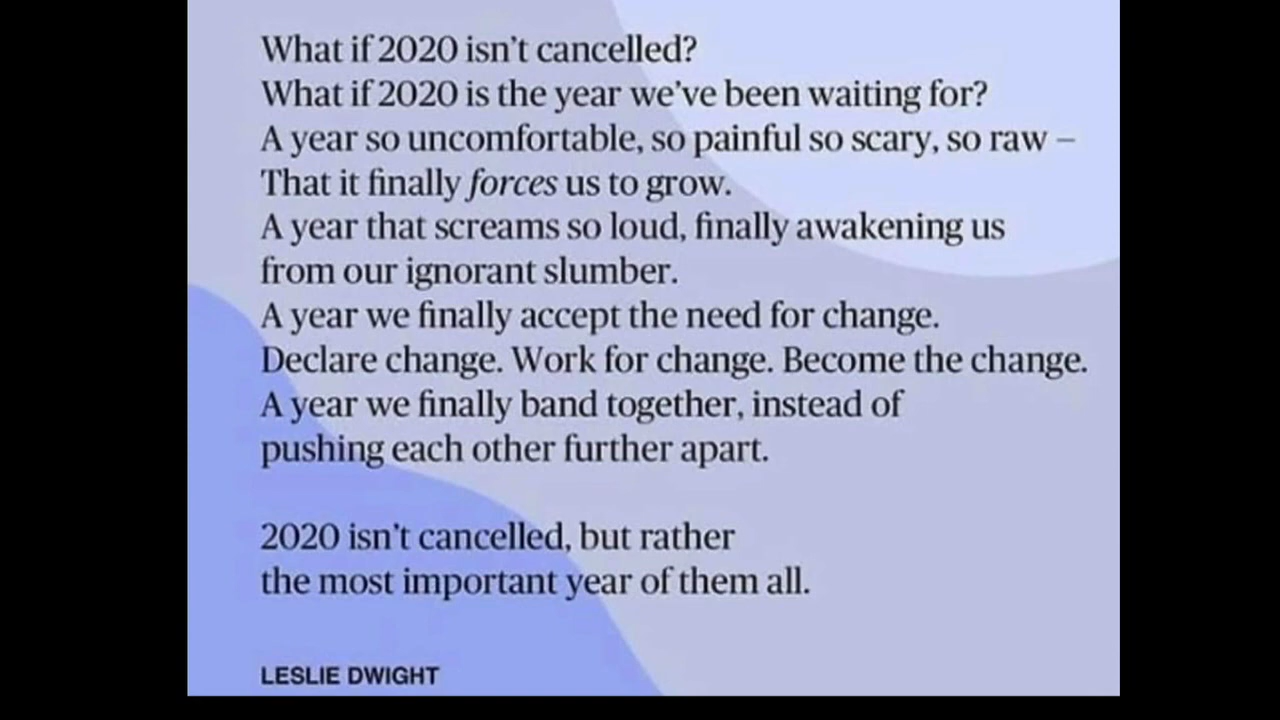 What if 2020 isn't cancelled?
What if 2020 is the year we've been waiting for?
A year so uncomfortable, so painful so scary, so raw –
That it finally forces us to grow.
A year that screams so loud, finally awakening us
from our ignorant slumber.
A year we finally accept the need for change.
Declare change. Work for change. Become the change.
A year we finally band together, instead of
pushing each other further apart.
2020 isn't cancelled, but rather
the most important year of them all.
LESLIE DWIGHT